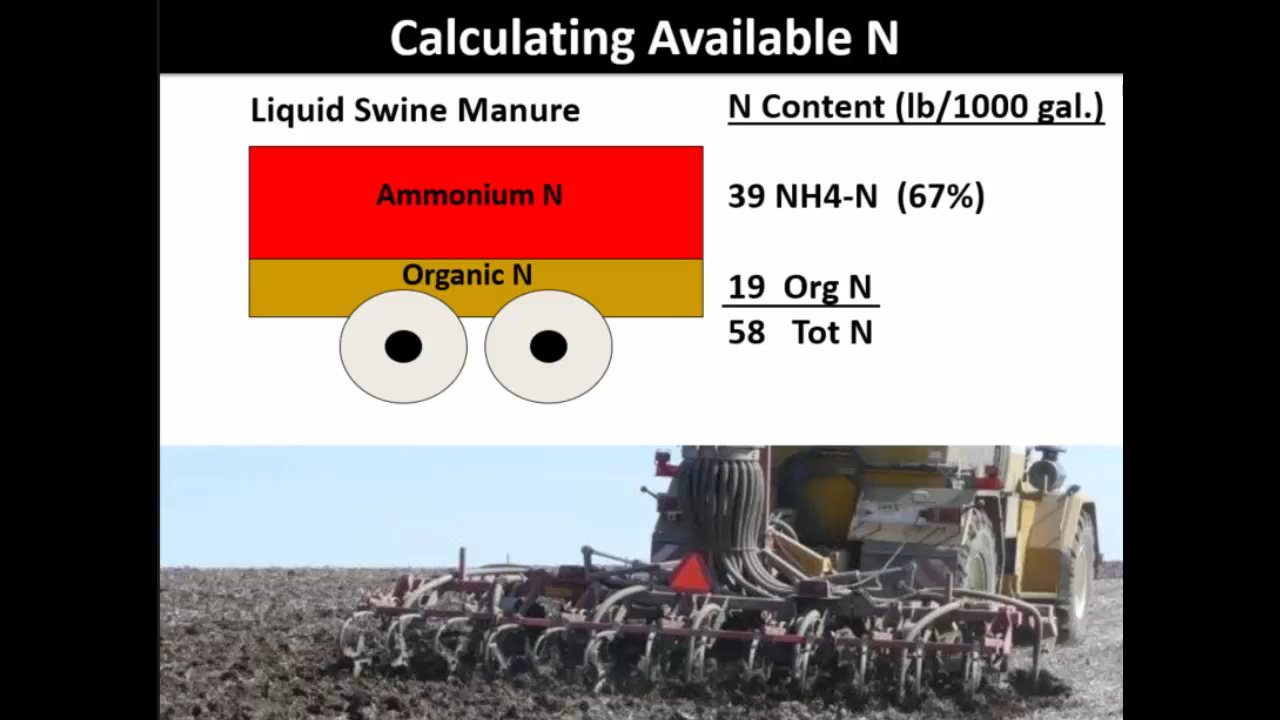 Calculating Available N
Liquid Swine Manure
N Content (lb/1000 gal.)
Ammonium N
39 NH4-N (67%)
Organic N
19 Org N
58 Tot N